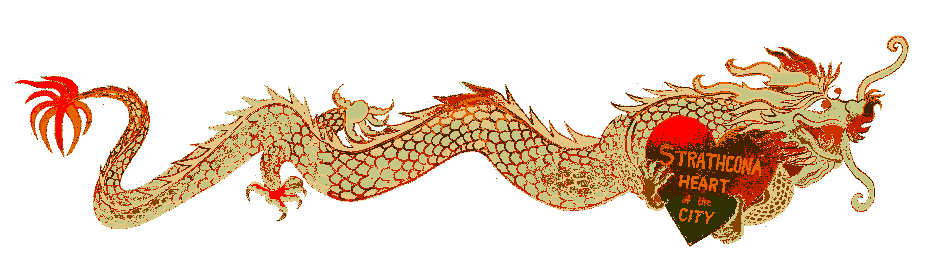 STRATHCONA
HEART
of the
CITY